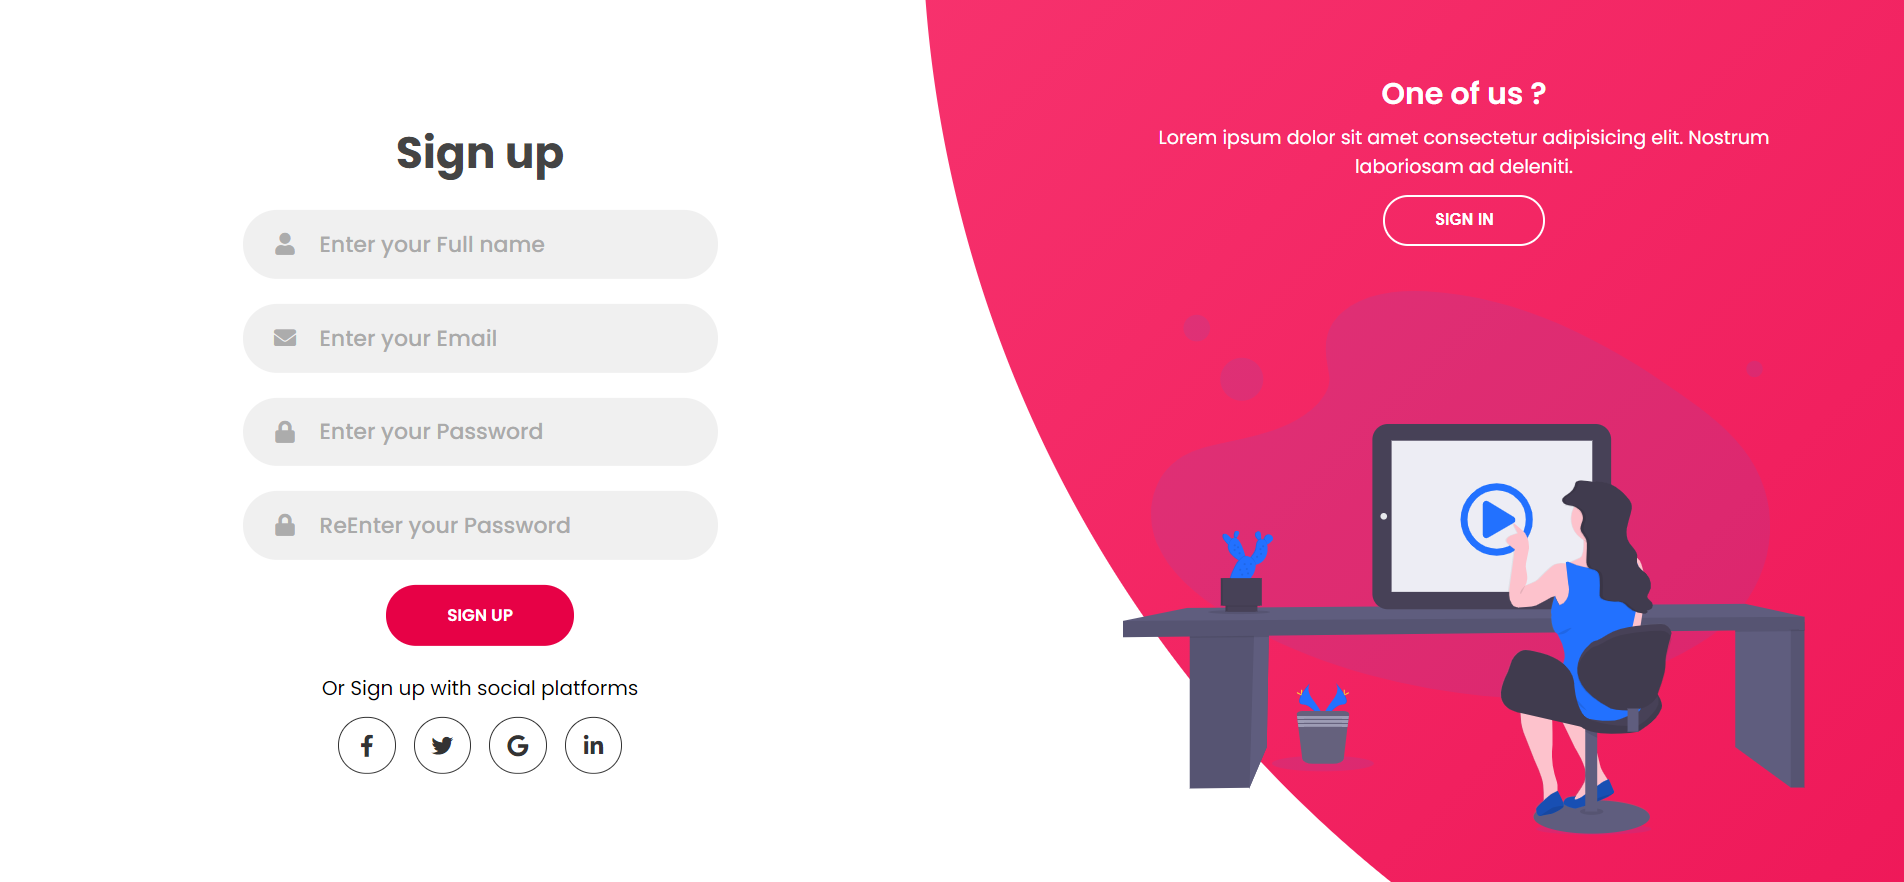 Sign up
Enter your Full name
Enter your Email
Enter your Password
ReEnter your Password
SIGN UP
Or Sign up with social platforms
One of us ?
Lorem ipsum dolor sit amet consectetur adipisicing elit. Nostrum
laboriosam ad deleniti.
SIGN IN